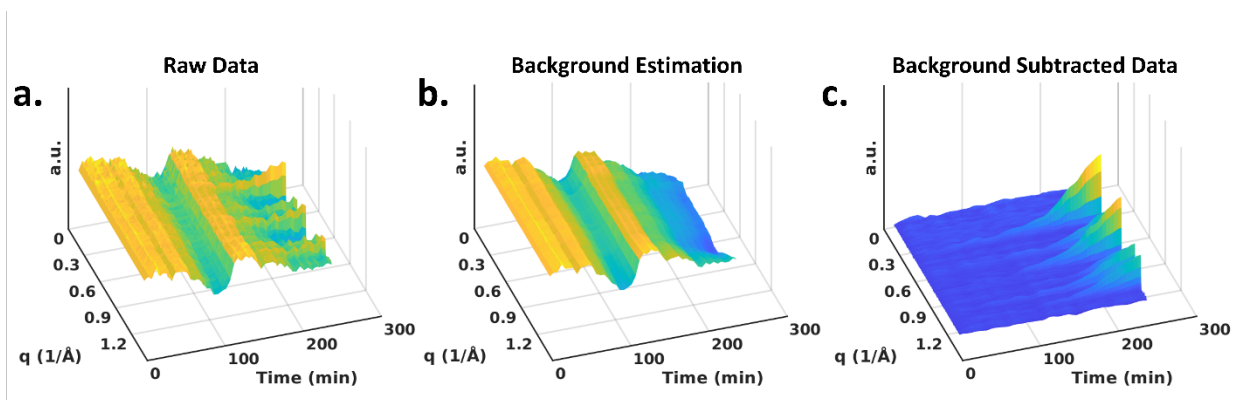 Raw Data
a.
a.u.
0
0.3
0.6
0.9
1.2
q (1/Å)
0
100
200
300
Time (min)
Background Estimation
b.
a.u.
0
0.3
0.6
0.9
1.2
q (1/Å)
0
100
200
300
Time (min)
Background Subtracted Data
c.
a.u.
0
0.3
0.6
0.9
1.2
q (1/Å)
0
100
200
300
Time (min)